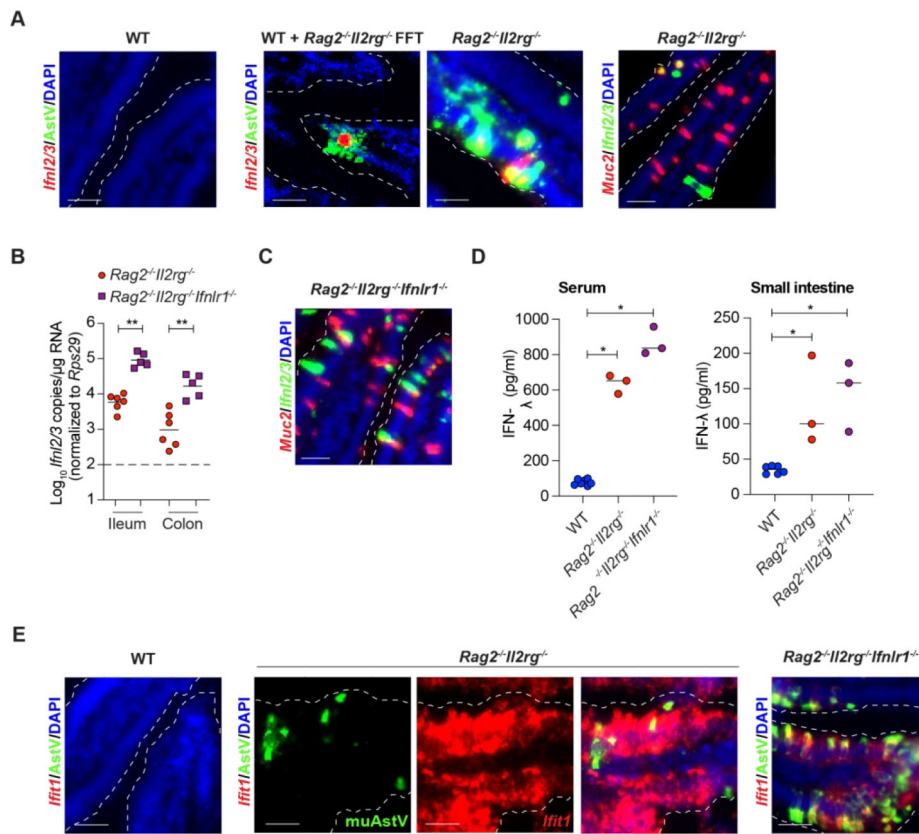 A
WT
WT + Rag2-/-Il2rg-/- FFT
Rag2-/-Il2rg-/-
Rag2-/-Il2rg-/-
Ifnl2/3/AstV/DAPI
Ifnl2/3/AstV/DAPI
Muc2/Ifnl2/3/DAPI
B
Rag2-/-Il2rg-/-
Rag2-/-Il2rg-/-Ifnlr1-/-
Log10 Ifnl2/3 copies/µg RNA
(normalized to Rps29)
6
5
4
3
2
1
**
**
Ileum
Colon
C
Rag2-/-Il2rg-/-Ifnlr1-/-
Muc2/Ifnl2/3/DAPI
D
Serum
IFN-
λ (pg/ml)
1000
800
600
400
200
0
*
*
WT
Rag2-/-Il2rg-/-
Rag2
-/-Il2rg-/-Ifnlr1-/-
Small intestine
IFN-
λ (pg/ml)
250
200
150
100
50
0
*
*
WT
Rag2-/-Il2rg-/-
Rag2-/-Il2rg-/-Ifnlr1-/-
E
WT
Rag2-/-Il2rg-/-
Rag2-/-Il2rg-/-Ifnlr1-/-
Ifit1/AstV/DAPI
Ifit1/AstV/DAPI
muAstV
Ifit1
Ifit1/AstV/DAPI